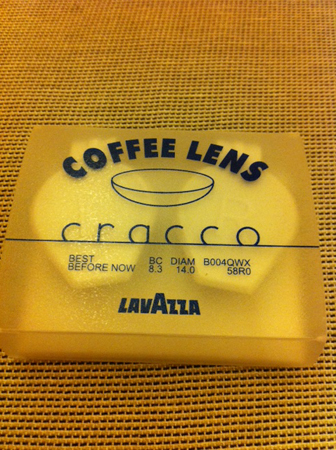 COFFEE LENS
cracco
BEST BC DIAM B004QWX
BEFORE NOW 8.3 14.0 58R0
LAVAZZA